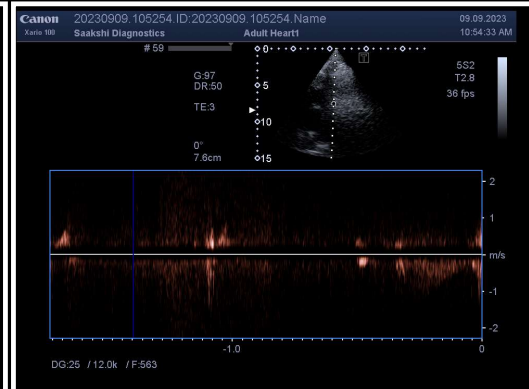 Canon 20230909.105254.ID:20230909.105254.Name 09.09.2023
Xario 100 Saakshi Diagnostics Adult Heart1 10:54:33 AM
# 59
0
5S2
T2.8
36 fps
G:97
DR:50
5
TE:3
10
0°
7.6cm
15
2
1
m/s
-1
-2
-1.0 0
DG:25 / 12.0k / F:563